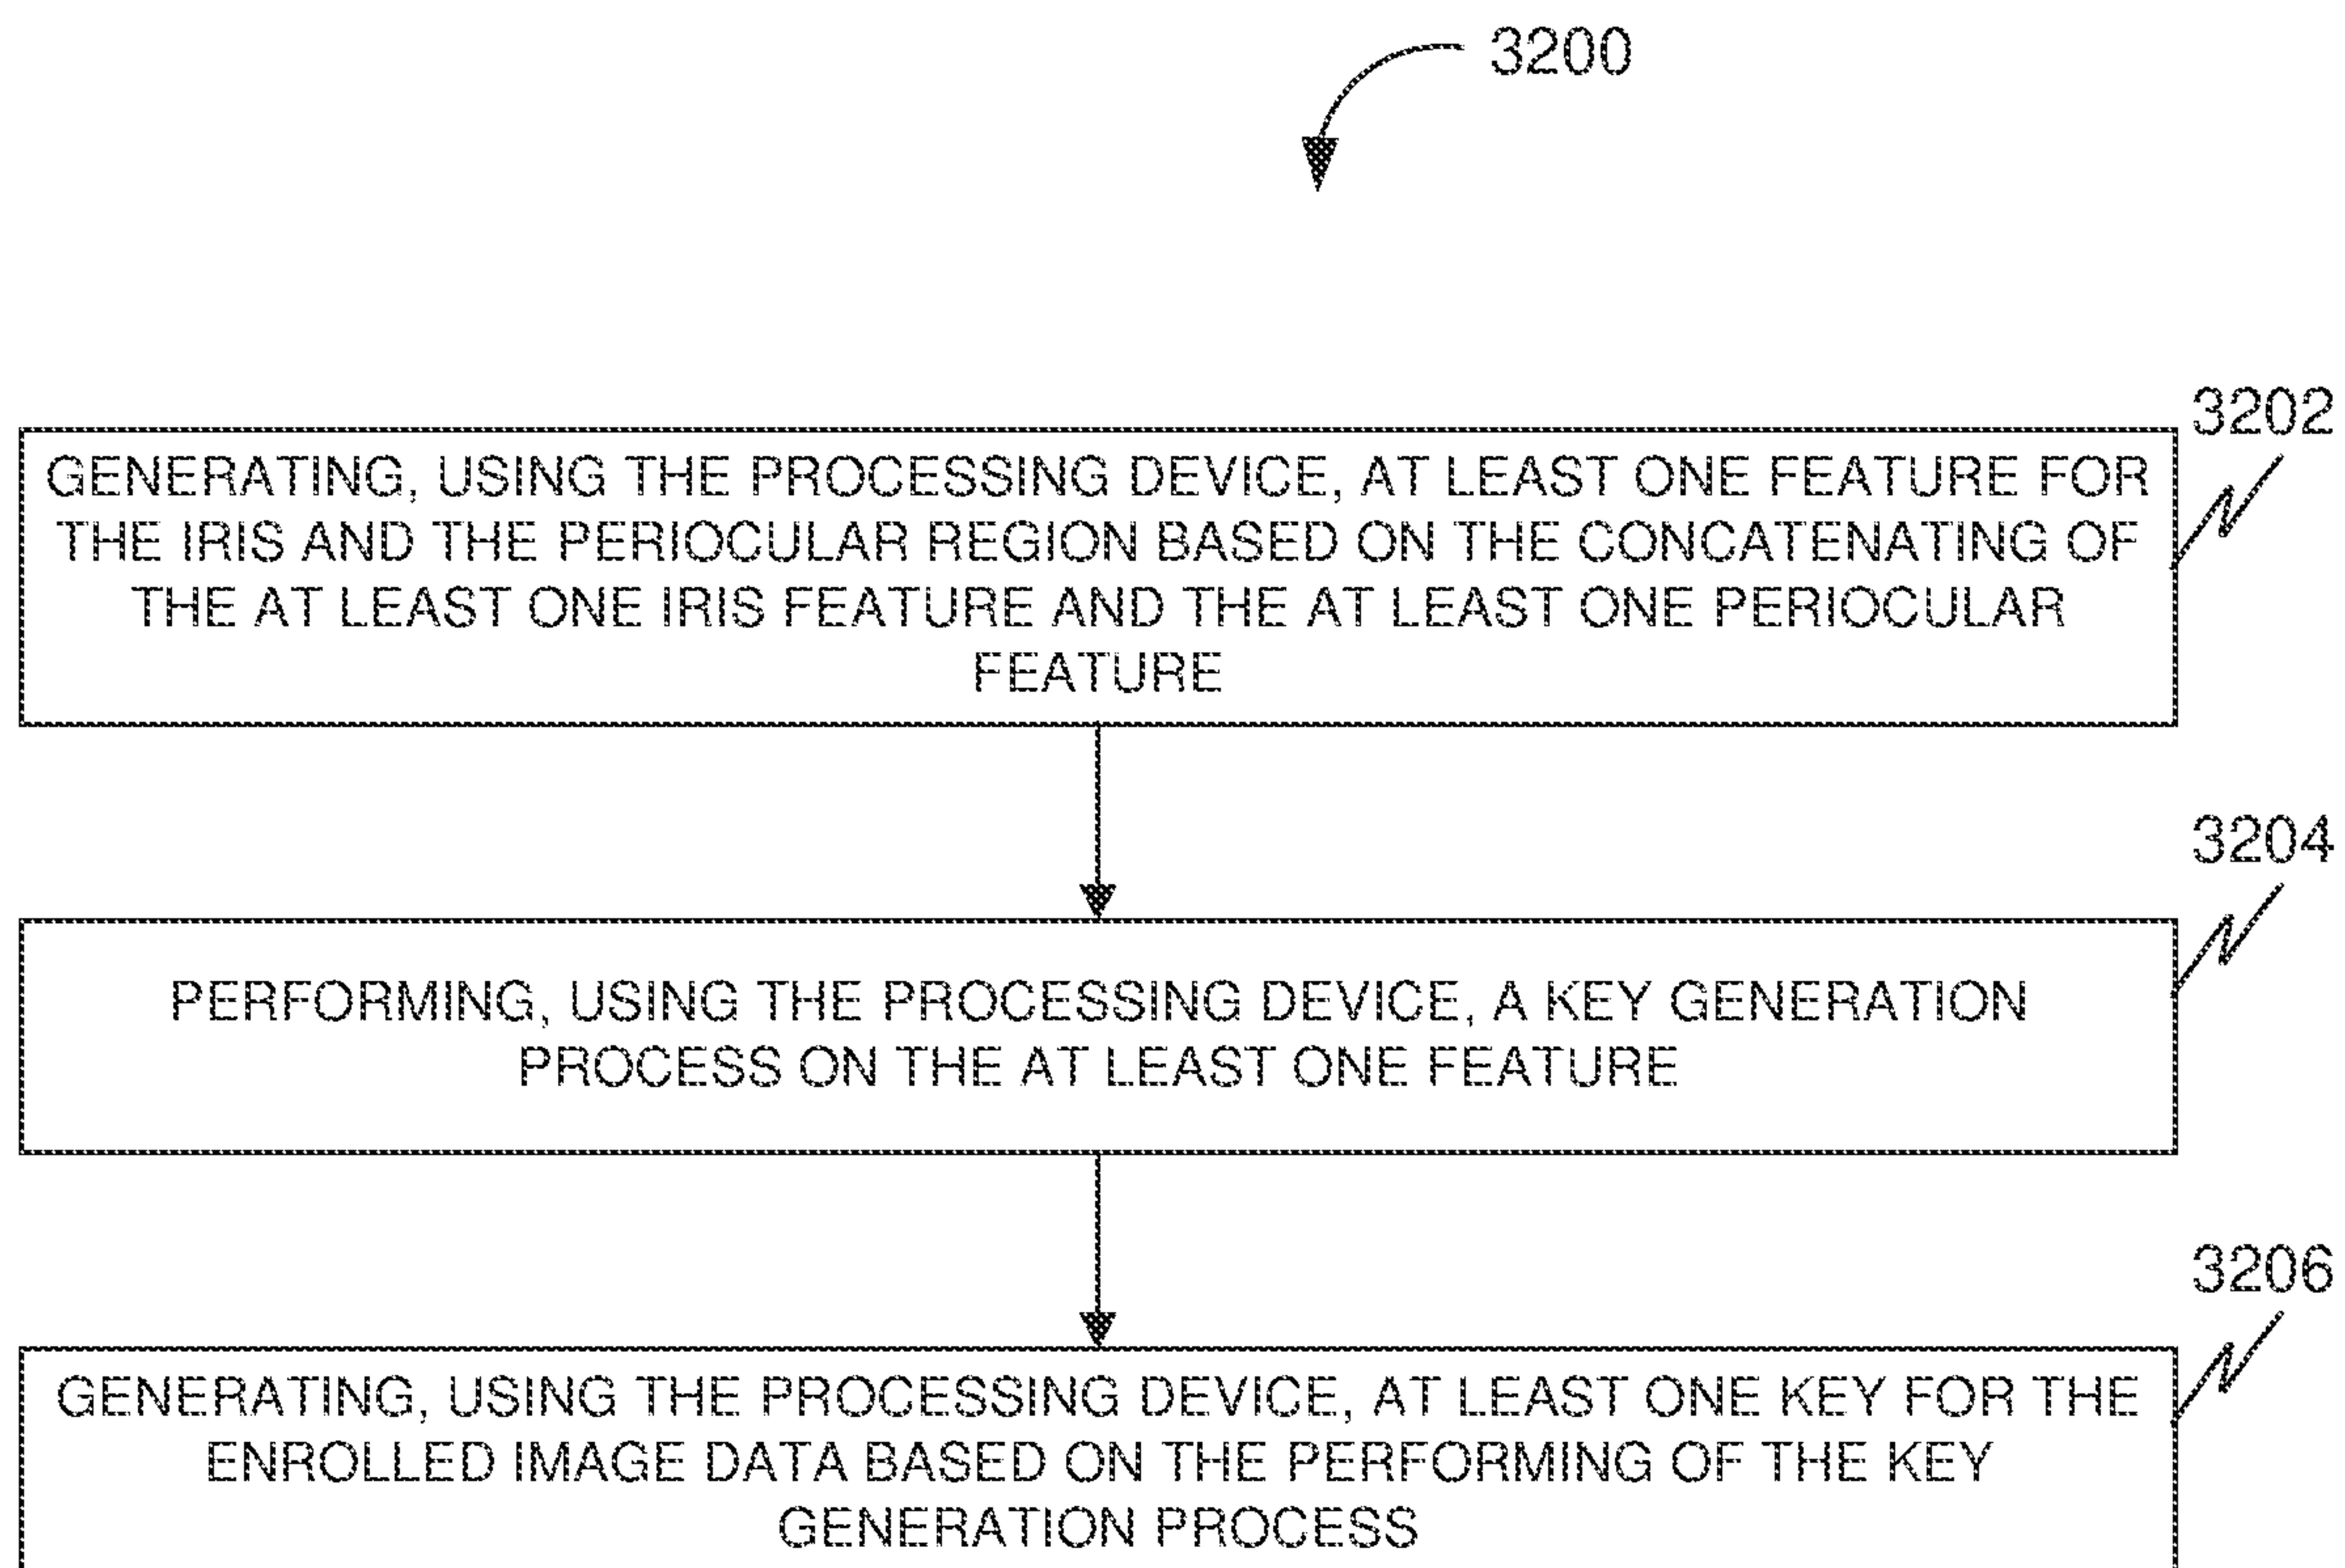 3200
3202
GENERATING, USING THE PROCESSING DEVICE, AT LEAST ONE FEATURE FOR
THE IRIS AND THE PERIOCULAR REGION BASED ON THE CONCATENATING OF
THE AT LEAST ONE IRIS FEATURE AND THE AT LEAST ONE PERIOCULAR
FEATURE
3204
PERFORMING, USING THE PROCESSING DEVICE, A KEY GENERATION
PROCESS ON THE AT LEAST ONE FEATURE
3206
GENERATING, USING THE PROCESSING DEVICE, AT LEAST ONE KEY FOR THE
ENROLLED IMAGE DATA BASED ON THE PERFORMING OF THE KEY
GENERATION PROCESS